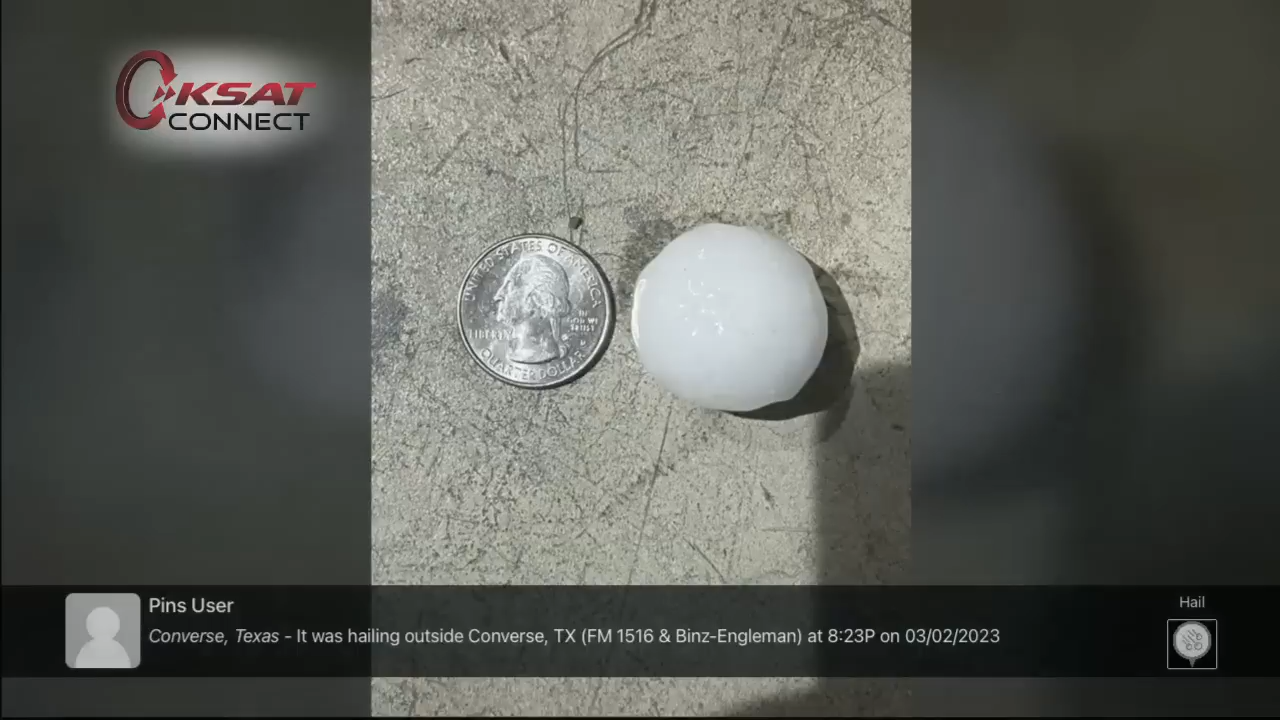 KSAT
CONNECT
UNITED STATES OF AMERICA
LIBERTY
IN
GOD WE
TRUST
QUARTER DOLLAR
Pins User
Converse, Texas - It was hailing outside Converse, TX (FM 1516 & Binz-Engleman) at 8:23P on 03/02/2023
Hail